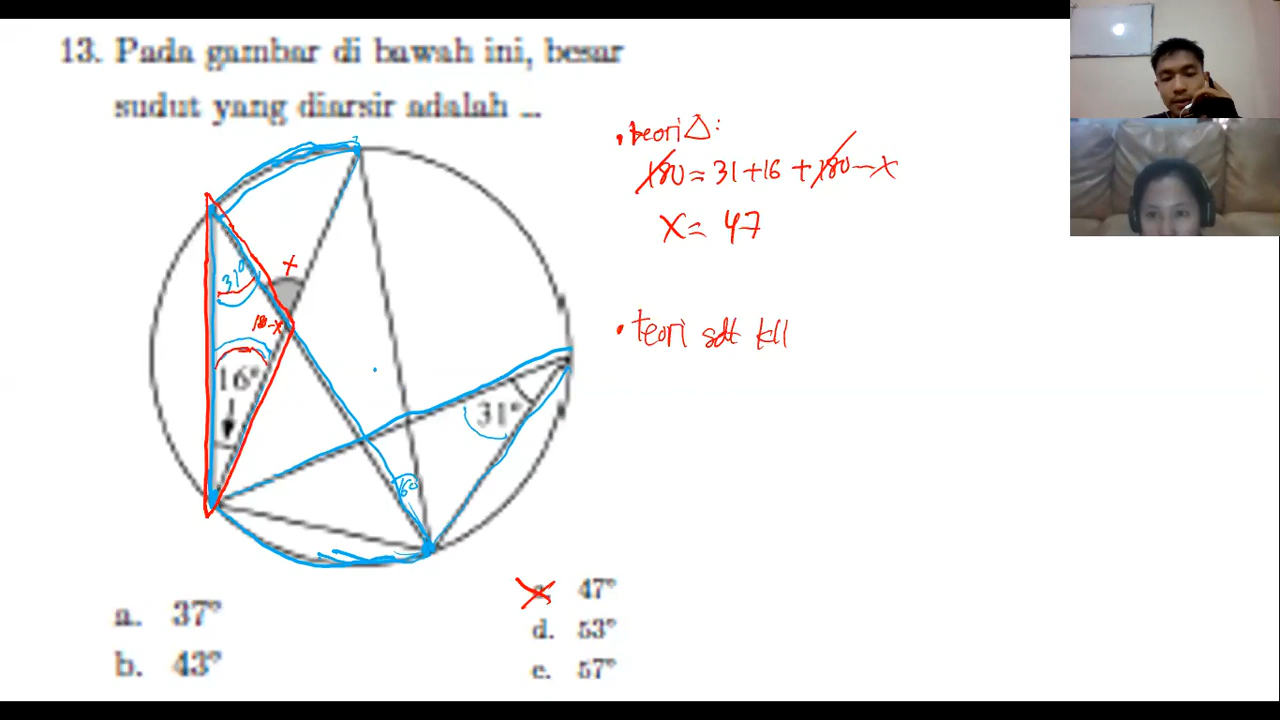 13. Pada gambar di bawah ini, besar
sudut yang diarsir adalah ...
• teori △:
180 = 31 + 16 + 180 - x
x = 47
• teori sdt kll
x
31°
180-x
16°
31°
16°
a. 37°
b. 43°
c. 47°
d. 53°
e. 57°